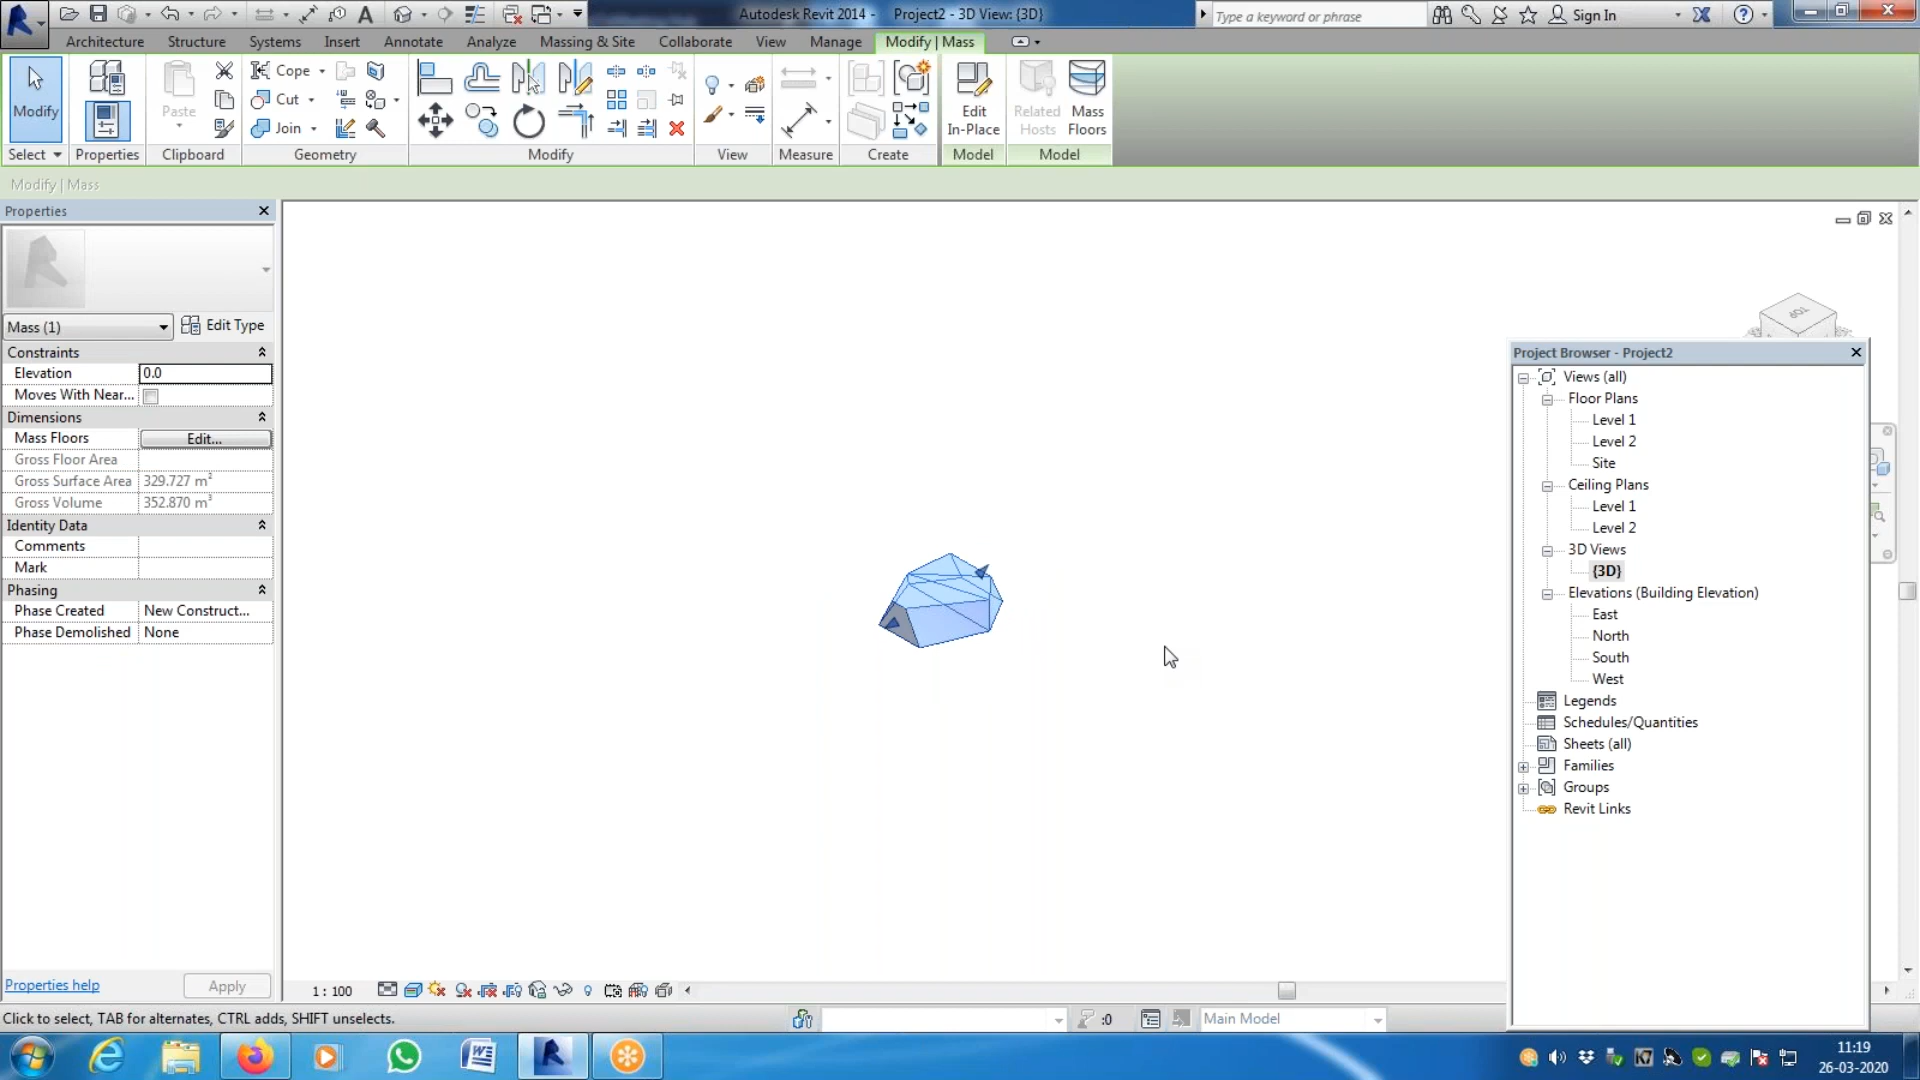 Autodesk Revit 2014 - Project2 - 3D View: {3D}
Type a keyword or phrase
Sign In
Architecture Structure Systems Insert Annotate Analyze Massing & Site Collaborate View Manage Modify | Mass
Modify
Paste
Cope
Cut
Join
Edit In-Place
Related Hosts
Mass Floors
Select Properties Clipboard Geometry Modify View Measure Create Model Model
Modify | Mass
Properties
Mass (1)
Edit Type
Constraints
Elevation 0.0
Moves With Near...
Dimensions
Mass Floors Edit...
Gross Floor Area
Gross Surface Area 329.727 m²
Gross Volume 352.870 m³
Identity Data
Comments
Mark
Phasing
Phase Created New Construct...
Phase Demolished None
Properties help
Apply
TOP
Project Browser - Project2
Views (all)
Floor Plans
Level 1
Level 2
Site
Ceiling Plans
Level 1
Level 2
3D Views
{3D}
Elevations (Building Elevation)
East
North
South
West
Legends
Schedules/Quantities
Sheets (all)
Families
Groups
Revit Links
1 : 100
Click to select, TAB for alternates, CTRL adds, SHIFT unselects.
:0
Main Model
11:19
26-03-2020